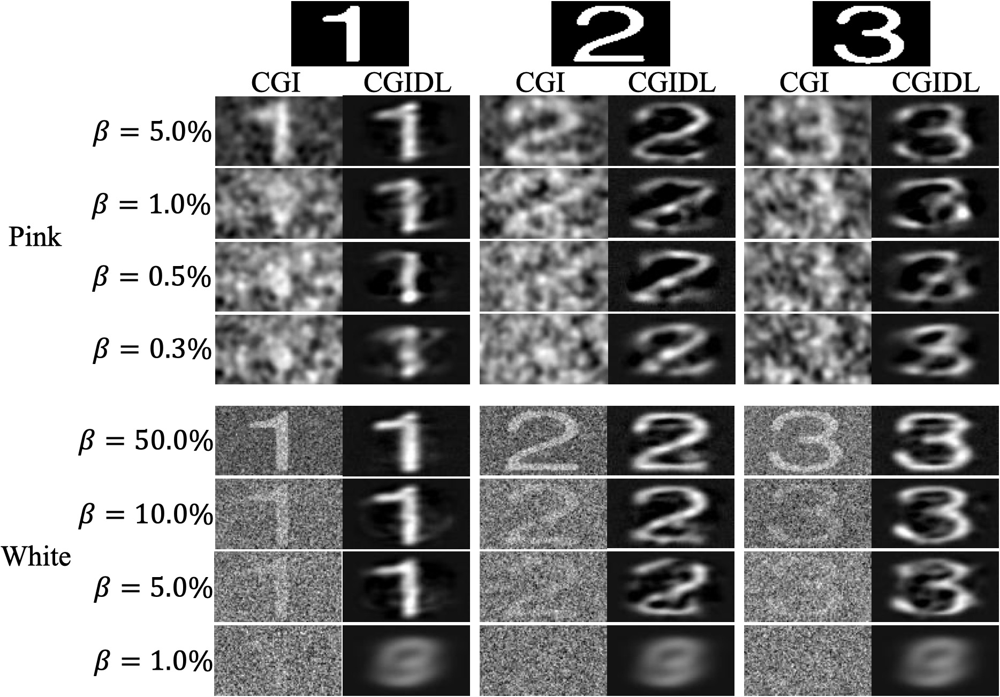 1 2 3
CGI CGIDL CGI CGIDL CGI CGIDL
β = 5.0%
β = 1.0%
Pink
β = 0.5%
β = 0.3%
β = 50.0%
β = 10.0%
White
β = 5.0%
β = 1.0%